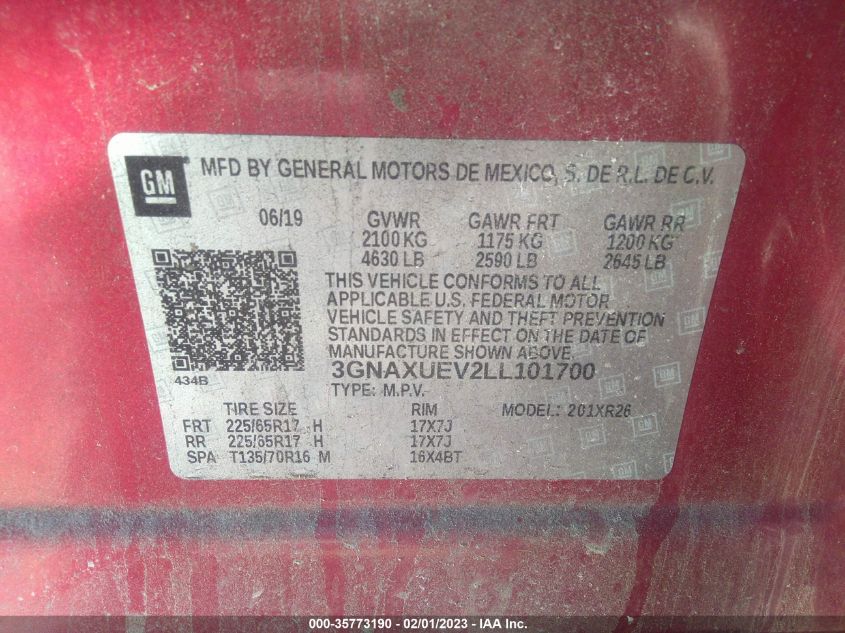 GM
MFD BY GENERAL MOTORS DE MEXICO, S. DE R.L. DE C.V.
06/19 GVWR GAWR FRT GAWR RR
2100 KG 1175 KG 1200 KG
4630 LB 2590 LB 2645 LB
THIS VEHICLE CONFORMS TO ALL
APPLICABLE U.S. FEDERAL MOTOR
VEHICLE SAFETY AND THEFT PREVENTION
STANDARDS IN EFFECT ON THE DATE OF
MANUFACTURE SHOWN ABOVE.
434B
3GNAXUEV2LL101700
TYPE: M.P.V.
TIRE SIZE RIM MODEL: 201XR26
FRT 225/65R17 H 17X7J
RR 225/65R17 H 17X7J
SPA T135/70R16 M 16X4BT
000-35773190 - 02/01/2023 - IAA Inc.